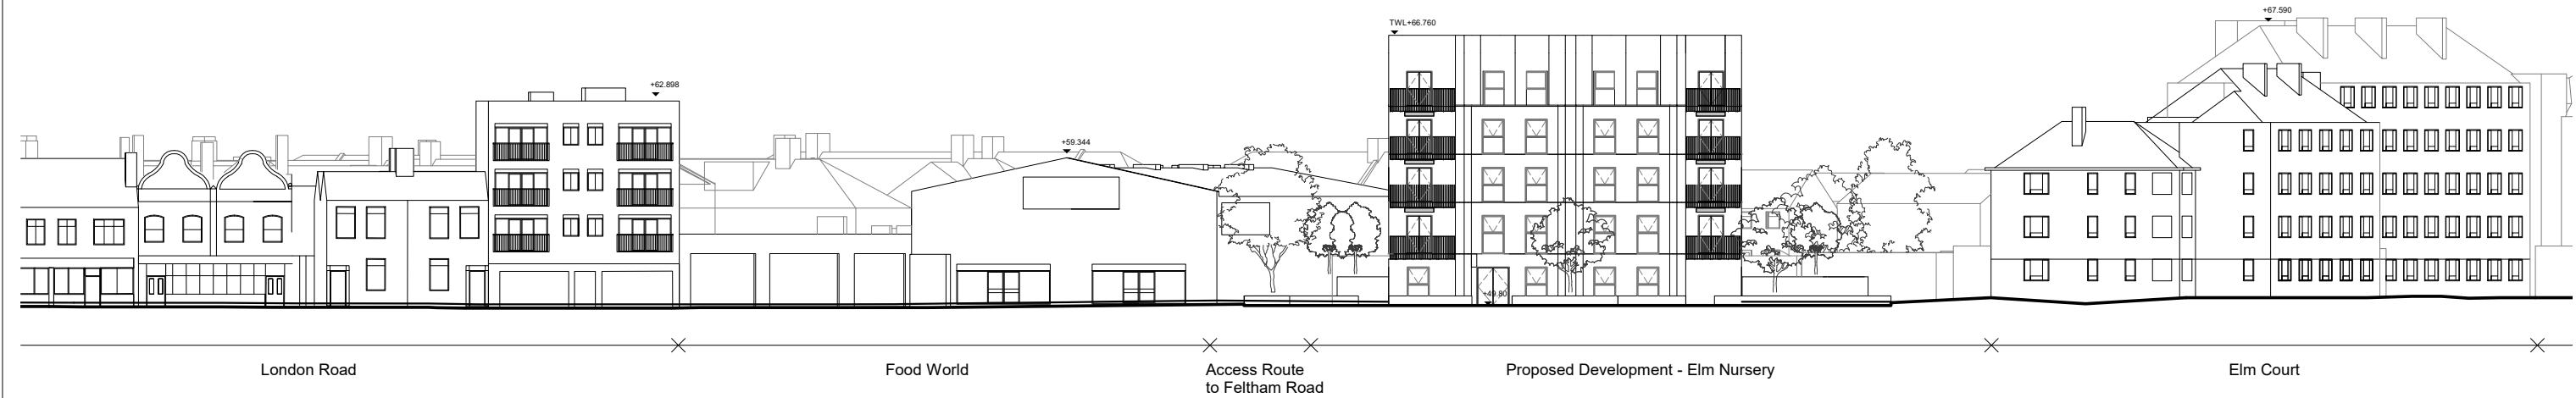 TWL+66.760
+67.590
+62.898
+59.344
+49.80
London Road
Food World
Access Route
to Feltham Road
Proposed Development - Elm Nursery
Elm Court